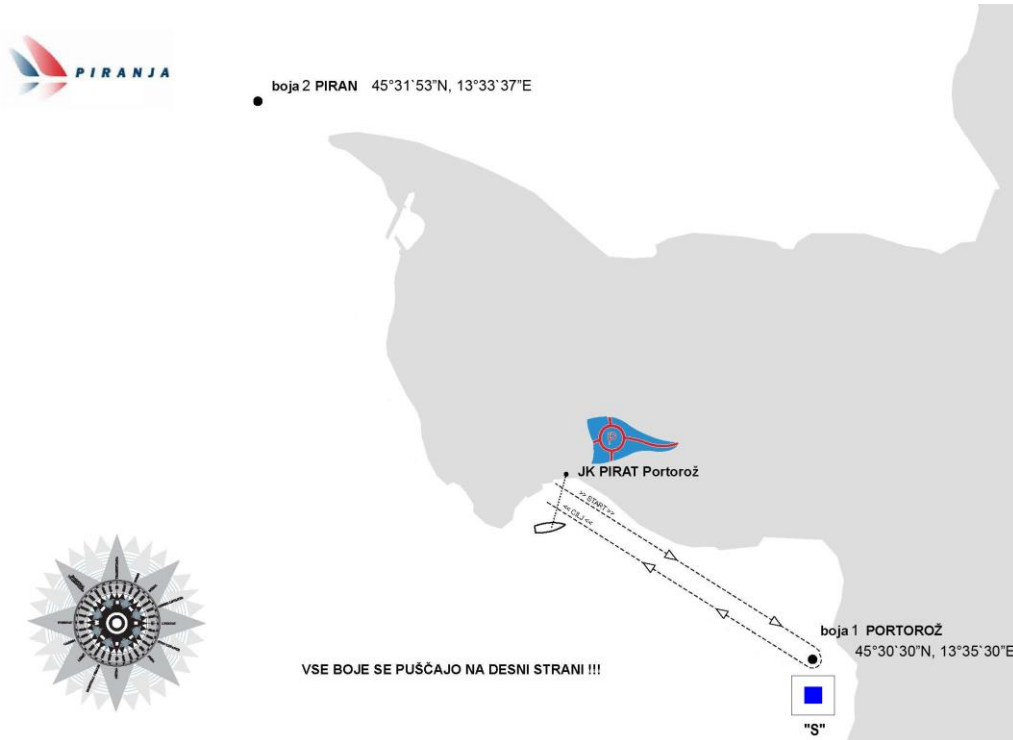 PIRANJA
boja 2 PIRAN 45°31`53”N, 13°33'37”E
P
JK PIRAT Portorož
>> START >>
<< CILJ <<
boja 1 PORTOROŽ
45°30`30”N, 13°35`30”E
VSE BOJE SE PUŠČAJO NA DESNI STRANI !!!
"S"